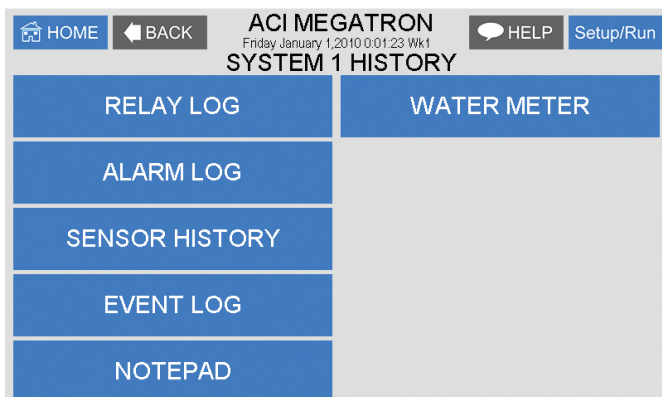 HOME
BACK
ACI MEGATRON
Friday January 1,2010 0:01:23 Wk1
SYSTEM 1 HISTORY
HELP
Setup/Run
RELAY LOG
WATER METER
ALARM LOG
SENSOR HISTORY
EVENT LOG
NOTEPAD